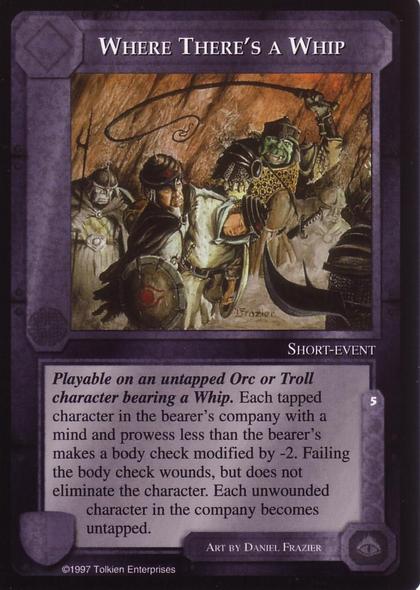 WHERE THERE'S A WHIP
Frazier
SHORT-EVENT
Playable on an untapped Orc or Troll
character bearing a Whip. Each tapped
character in the bearer's company with a
mind and prowess less than the bearer's
makes a body check modified by -2. Failing
the body check wounds, but does not
eliminate the character. Each unwounded
character in the company becomes
untapped.
5
ART BY DANIEL FRAZIER
©1997 Tolkien Enterprises